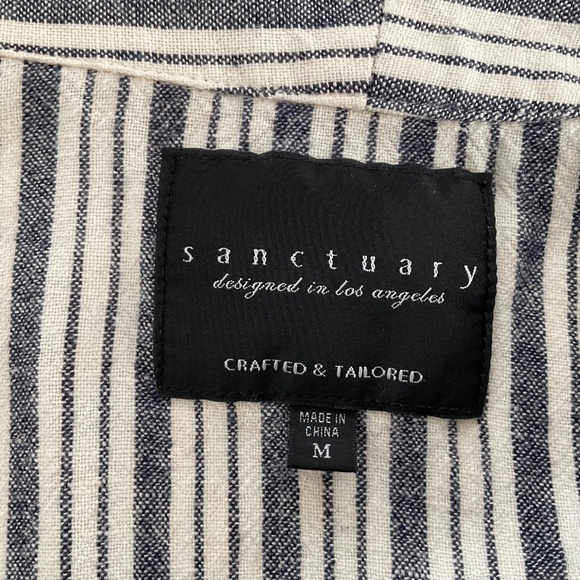 sanctuary
designed in los angeles
CRAFTED & TAILORED
MADE IN
CHINA
M